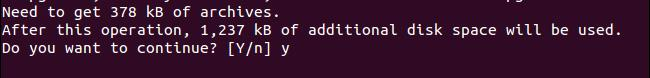 Need to get 378 kB of archives.
After this operation, 1,237 kB of additional disk space will be used.
Do you want to continue? [Y/n] y